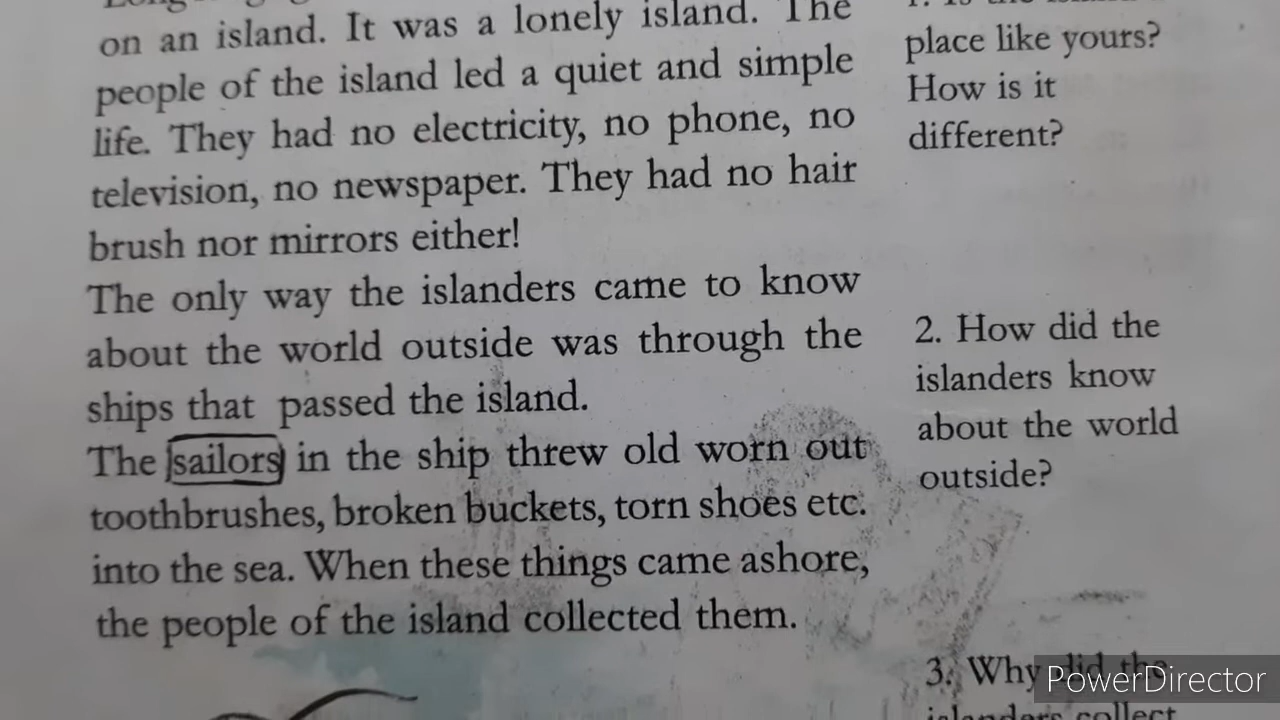 on an island. It was a lonely island. The
people of the island led a quiet and simple
life. They had no electricity, no phone, no
television, no newspaper. They had no hair
brush nor mirrors either!
The only way the islanders came to know
about the world outside was through the
ships that passed the island.
The sailors in the ship threw old worn out
toothbrushes, broken buckets, torn shoes etc.
into the sea. When these things came ashore,
the people of the island collected them.
place like yours?
How is it
different?
2. How did the
islanders know
about the world
outside?
3. Why did the
islanders collect
PowerDirector